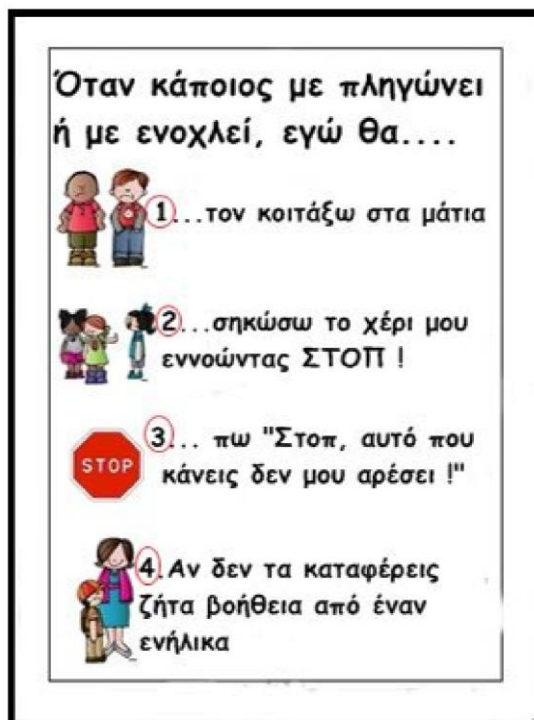 Όταν κάποιος με πληγώνει
ή με ενοχλεί, εγώ θα....
1...τον κοιτάξω στα μάτια
2...σηκώσω το χέρι μου
εννοώντας ΣΤΟΠ !
3... πω "Στοπ, αυτό που
κάνεις δεν μου αρέσει !"
STOP
4.Αν δεν τα καταφέρεις
ζήτα βοήθεια από έναν
ενήλικα